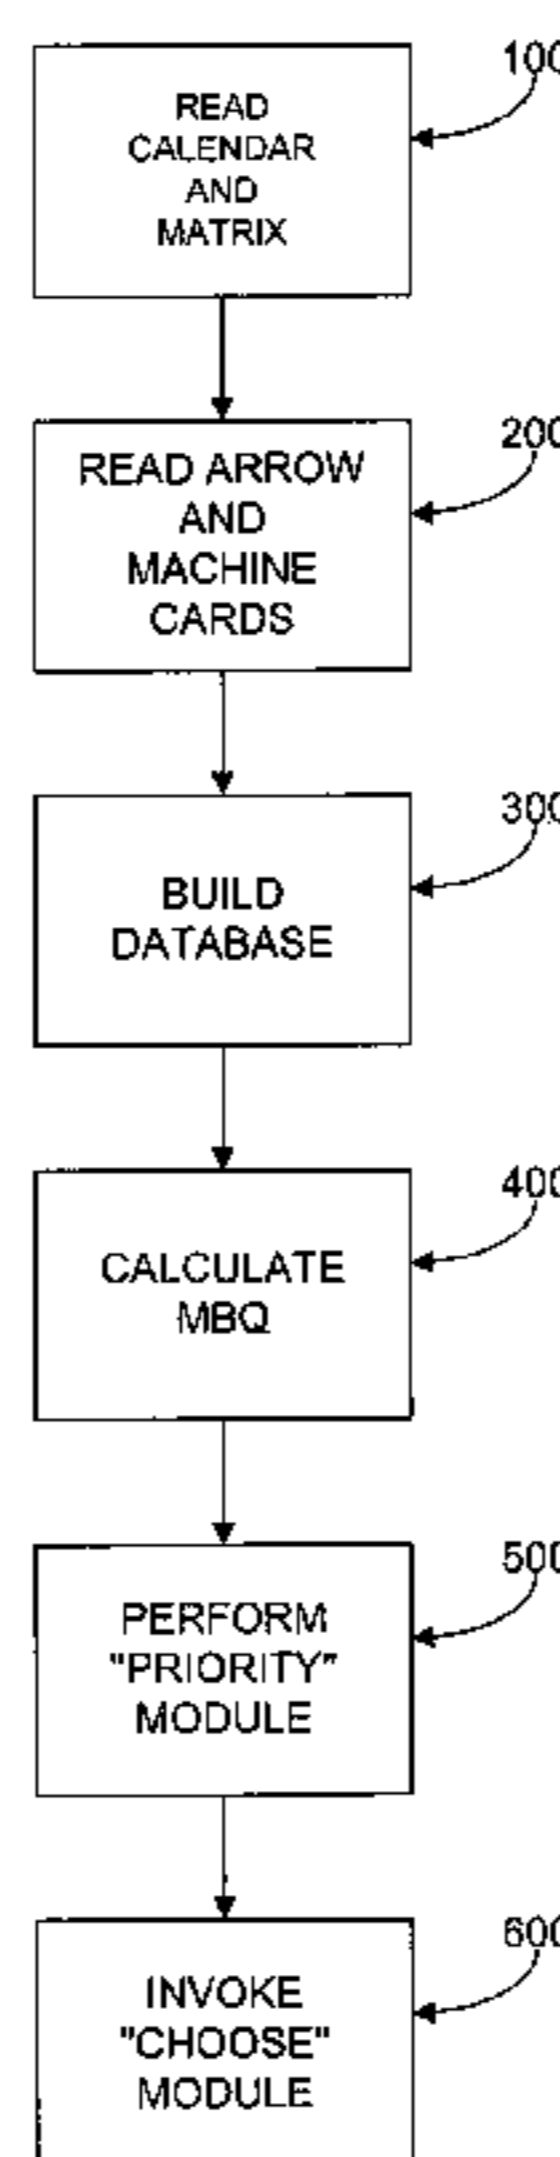 READ
CALENDAR
AND
MATRIX
100
READ ARROW
AND
MACHINE
CARDS
200
BUILD
DATABASE
300
CALCULATE
MBQ
400
PERFORM
"PRIORITY"
MODULE
500
INVOKE
"CHOOSE"
MODULE
600